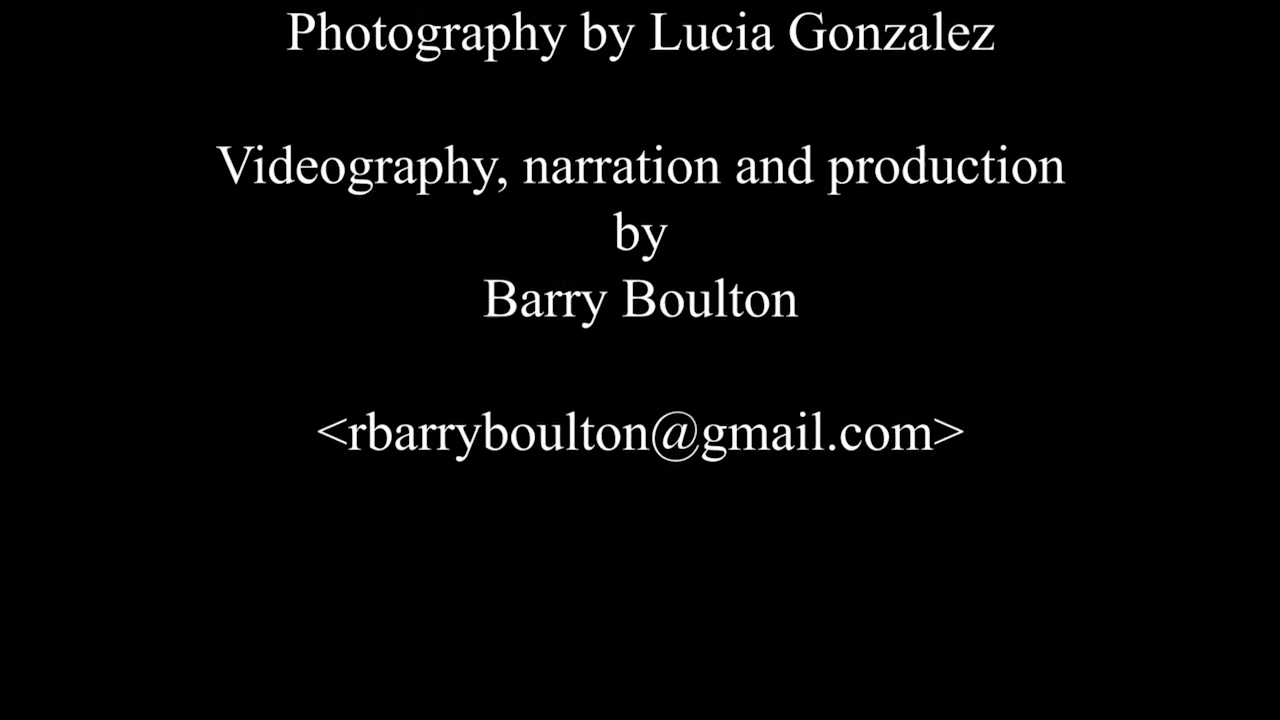 Photography by Lucia Gonzalez
Videography, narration and production
by
Barry Boulton
<rbarryboulton@gmail.com>